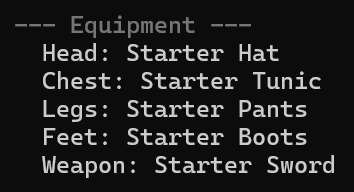 --- Equipment ---
Head: Starter Hat
Chest: Starter Tunic
Legs: Starter Pants
Feet: Starter Boots
Weapon: Starter Sword